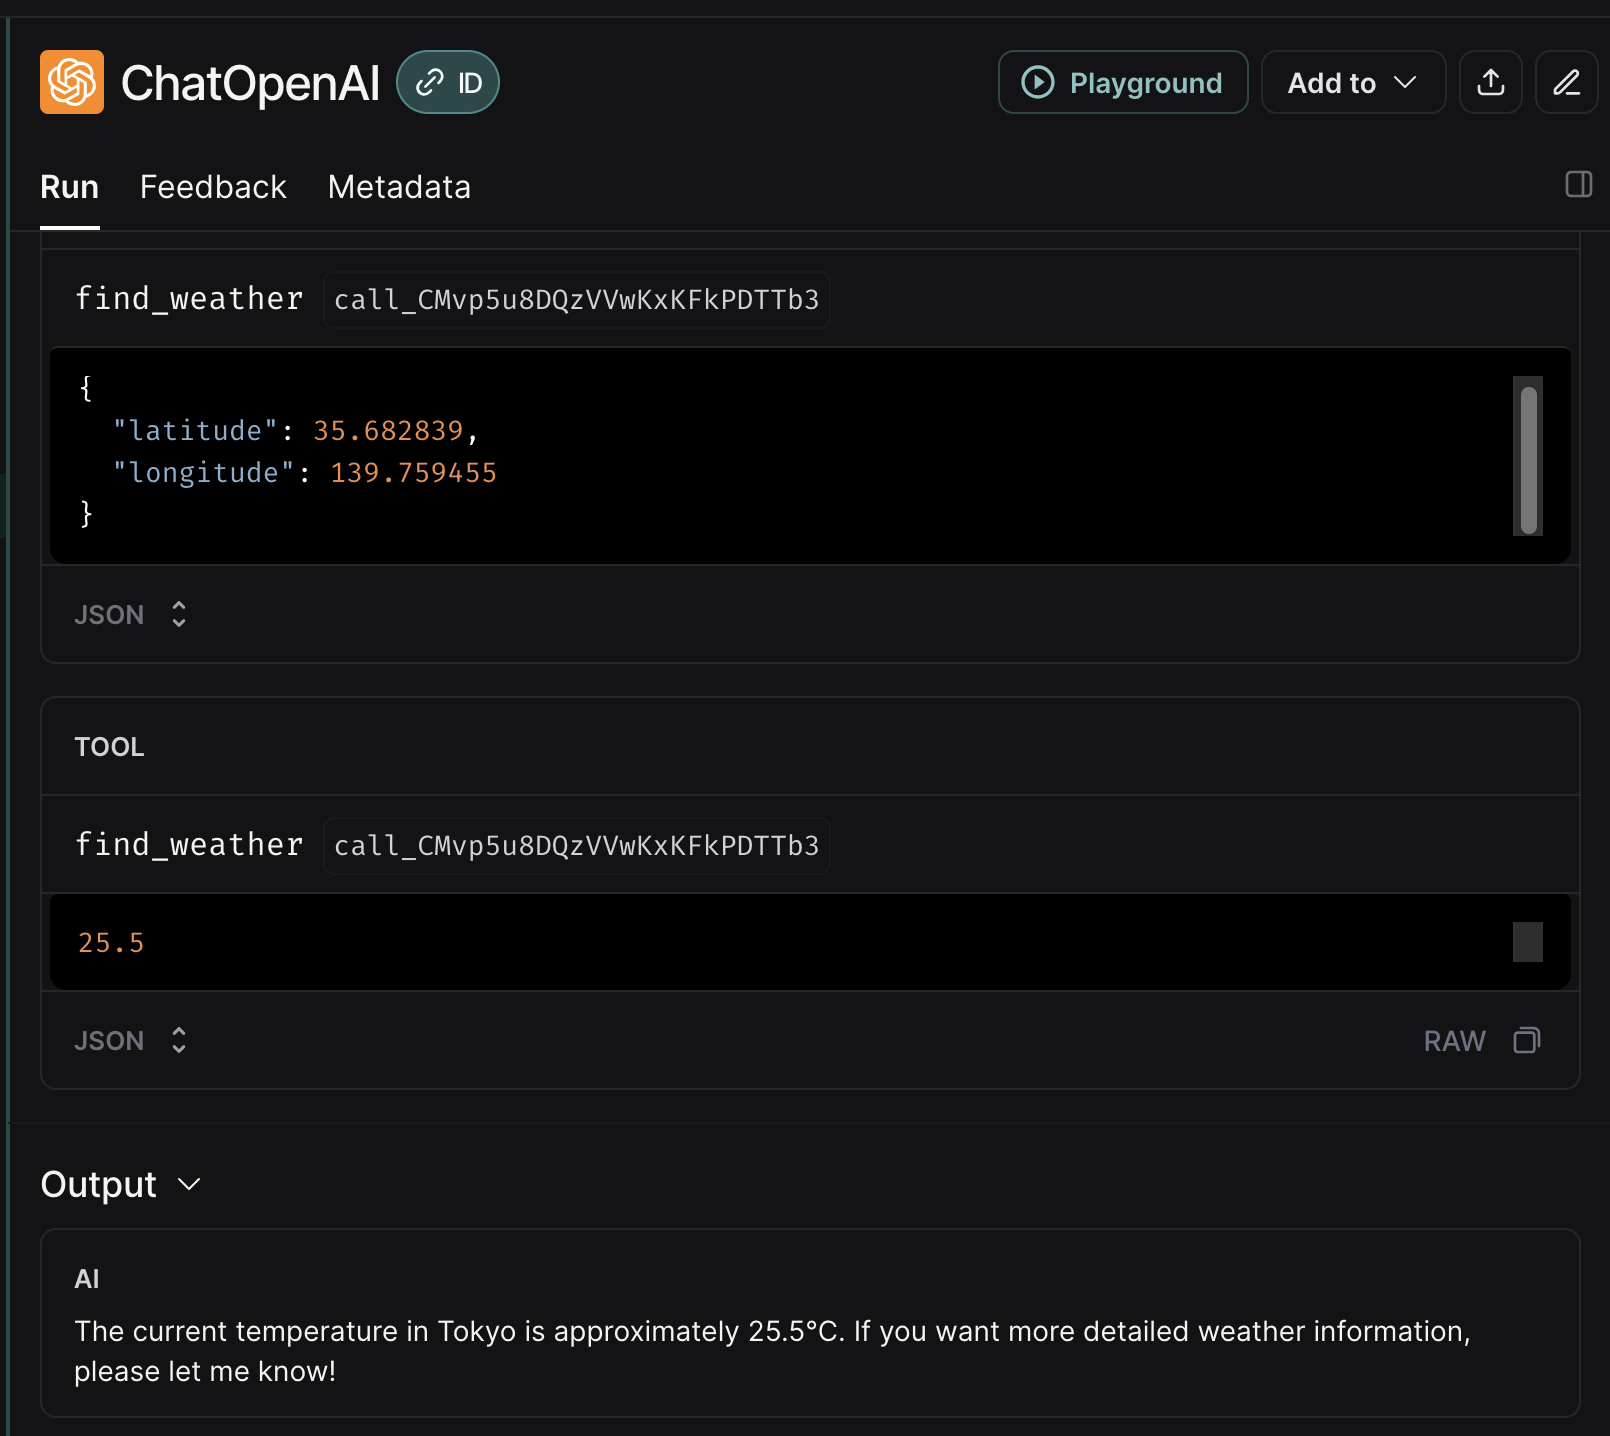 ChatOpenAI ID Playground Add to
Run Feedback Metadata
find_weather call_CMvp5u8DQzVVwKxKFkPDTTb3
{
"latitude": 35.682839,
"longitude": 139.759455
}
JSON
TOOL
find_weather call_CMvp5u8DQzVVwKxKFkPDTTb3
25.5
JSON RAW
Output
AI
The current temperature in Tokyo is approximately 25.5°C. If you want more detailed weather information,
please let me know!